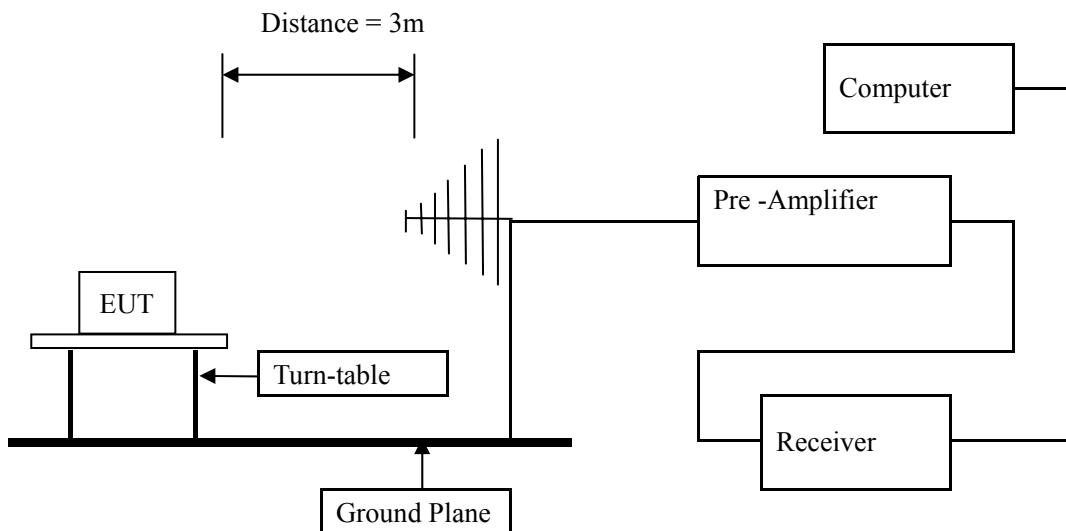 Distance = 3m
Computer
Pre -Amplifier
EUT
Turn-table
Receiver
Ground Plane